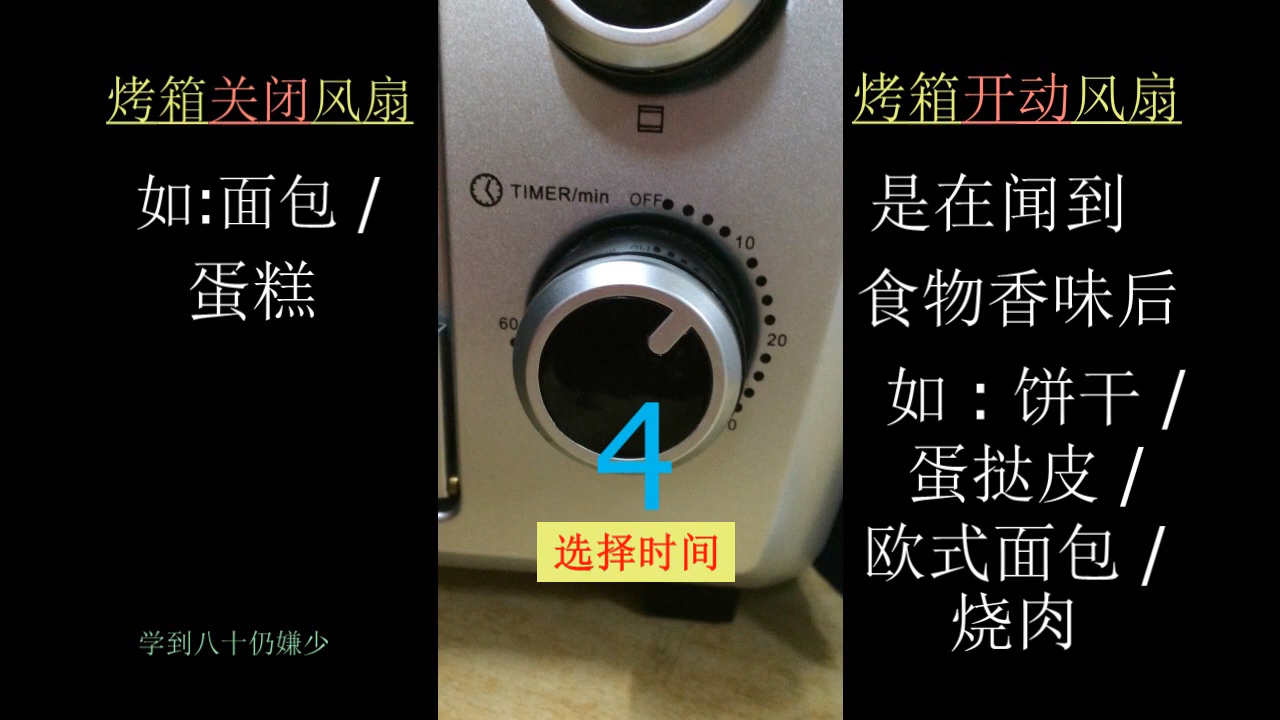 烤箱关闭风扇
如:面包 /
蛋糕
学到八十仍嫌少
TIMER/min OFF
10
20
60
0
4
选择时间
烤箱开动风扇
是在闻到
食物香味后
如：饼干 /
蛋挞皮 /
欧式面包 /
烧肉